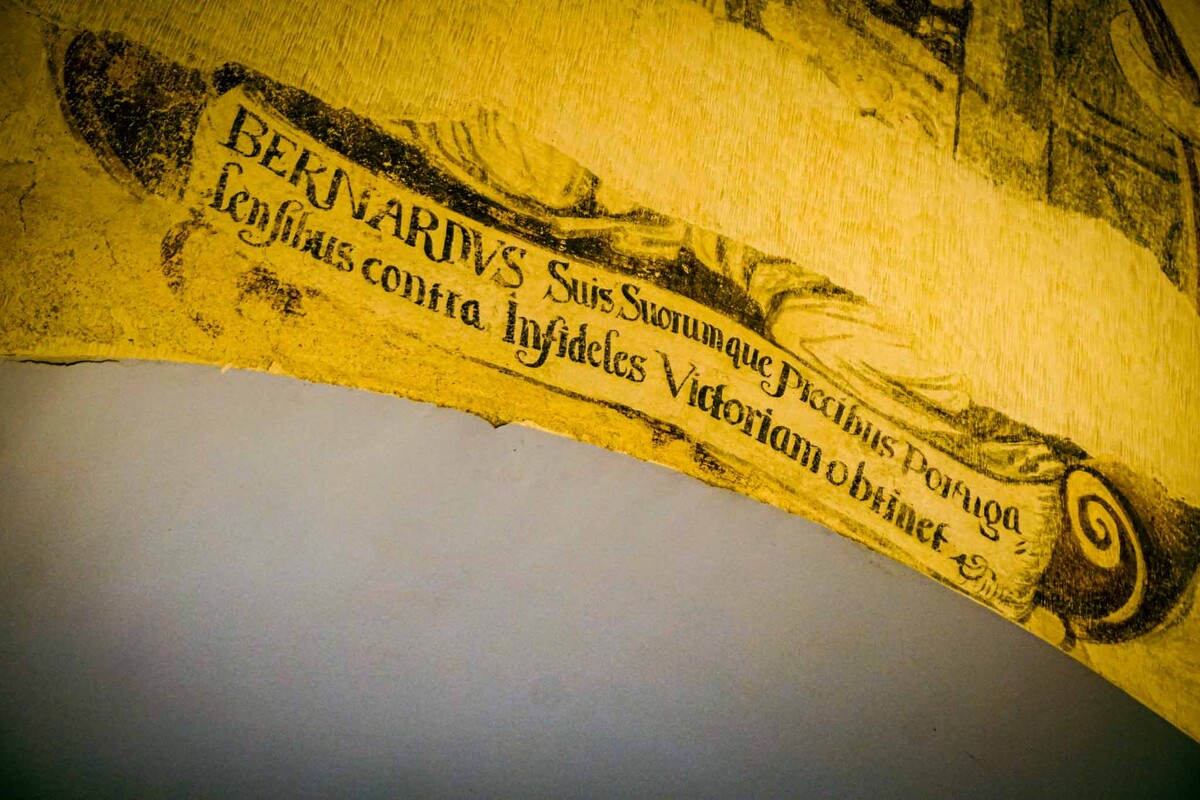 BERNARDVS Suis Suorumque Precibus Portuga
lensibus contra Infideles Victoriam obtinet